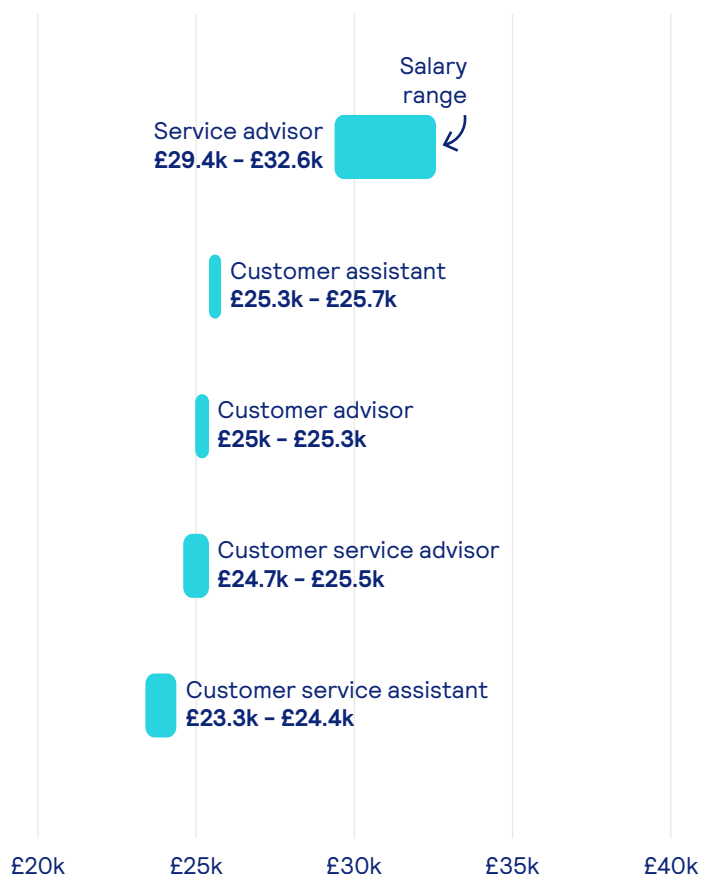 Salary
range
Service advisor
£29.4k – £32.6k
Customer assistant
£25.3k – £25.7k
Customer advisor
£25k – £25.3k
Customer service advisor
£24.7k – £25.5k
Customer service assistant
£23.3k – £24.4k
£20k £25k £30k £35k £40k